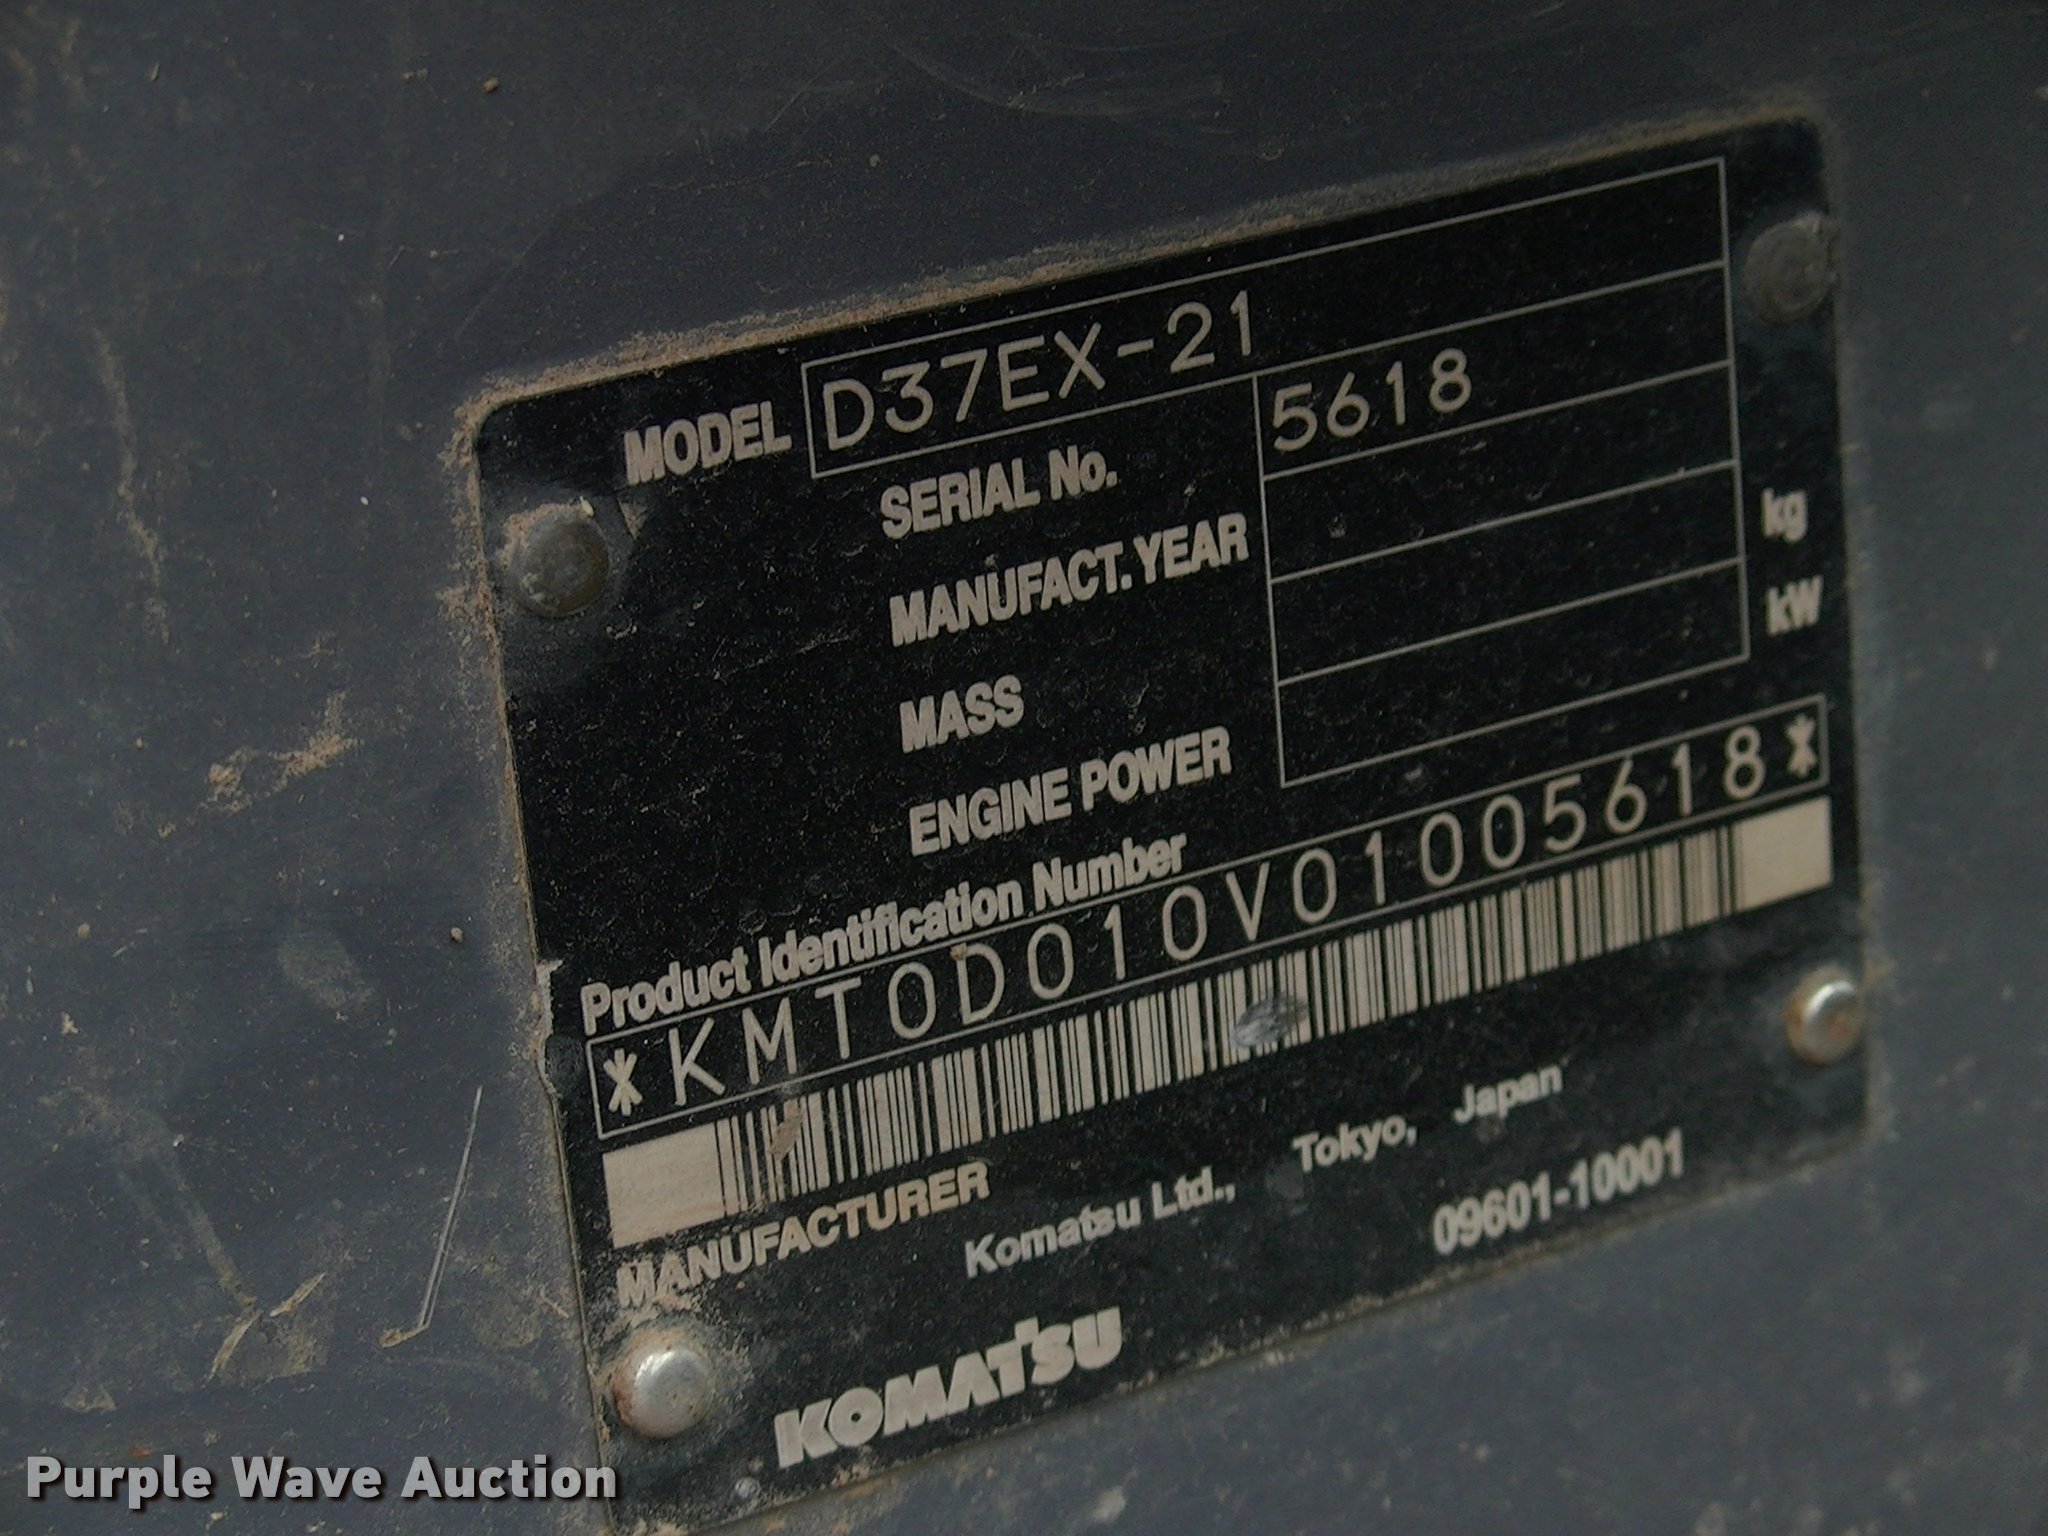 MODEL D37EX-21
SERIAL No. 5618
MANUFACT. YEAR
MASS kg
ENGINE POWER kW
Product Identification Number
*KMT0D010V01005618*
MANUFACTURER
Komatsu Ltd., Tokyo, Japan
09601-10001
KOMATSU
Purple Wave Auction